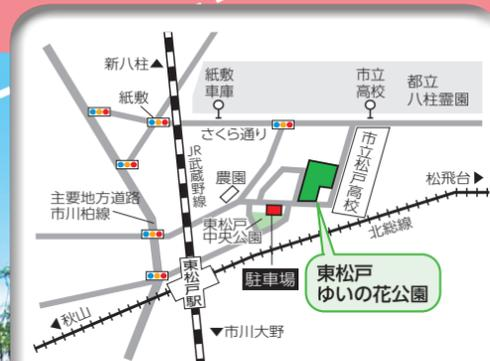 新八柱▲
紙敷
紙敷
車庫
市立
高校
都立
八柱霊園
さくら通り
JR武蔵野線
農園
市立松戸高校
松飛台▶
主要地方道路
市川柏線
東松戸
中央公園
北総線
東松戸駅
駐車場
東松戸
ゆいの花公園
◀秋山
▼市川大野